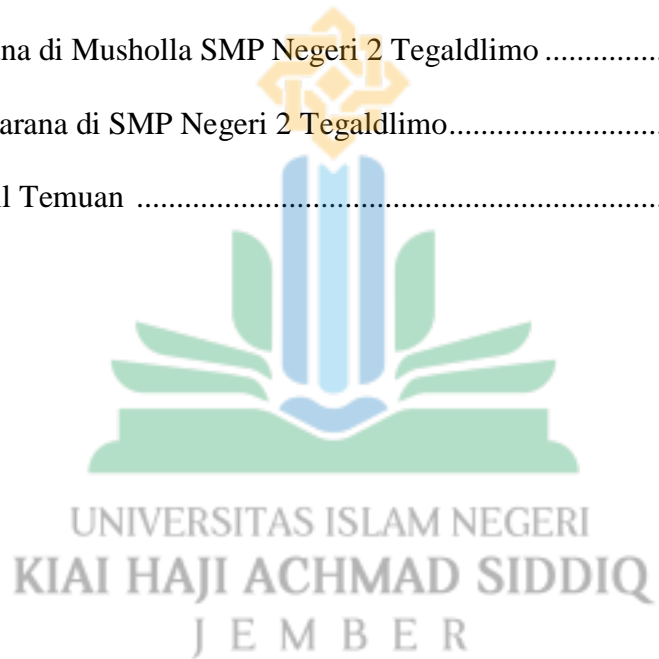 na di Musholla SMP Negeri 2 Tegaldlimo ...............
arana di SMP Negeri 2 Tegaldlimo..........................
l Temuan .................................................................
UNIVERSITAS ISLAM NEGERI
KIAI HAJI ACHMAD SIDDIQ
J E M B E R